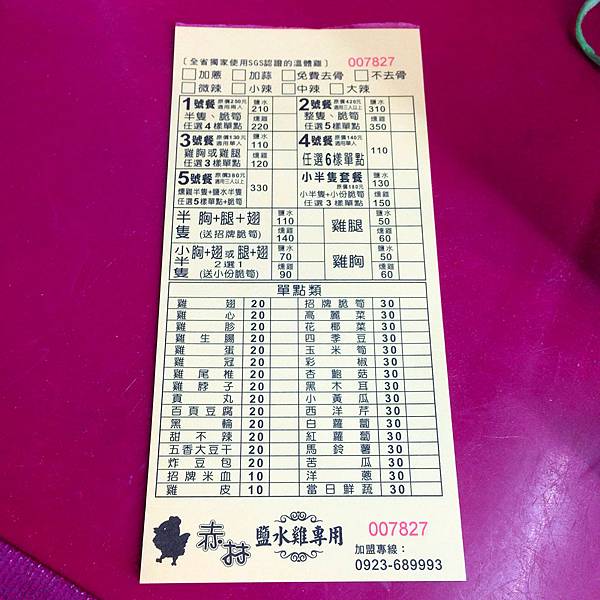 〔全省獨家使用SGS認證的溫體雞〕 007827
□加蔥 □加蒜 □免費去骨 □不去骨
□微辣 □小辣 □中辣 □大辣
1號餐 原價250元 適用兩人 鹽水 210
半隻、脆筍 任選4樣單點 燻雞 220
2號餐 原價420元 適用三人以上 鹽水 310
整隻、脆筍 任選5樣單點 燻雞 350
3號餐 原價130元 適用單人 鹽水 110
雞胸或雞腿 任選3樣單點 燻雞 120
4號餐 原價140元 適用單人 110
任選6樣單點
5號餐 原價380元 適用三人以上 330
燻雞半隻+鹽水半隻
任選5樣單點+脆筍
小半隻套餐 原價180元 鹽水 130
小半隻+小份脆筍 任選3樣單點 燻雞 150
半隻 胸+腿+翅 (送招牌脆筍) 鹽水 110 燻雞 140
雞腿 鹽水 50 燻雞 60
小半隻 胸+翅或腿+翅 2選1 (送小份脆筍) 鹽水 70 燻雞 90
雞胸 鹽水 50 燻雞 60
單點類
雞翅 20 招牌脆筍 30
雞心 20 高麗菜 30
雞胗 20 花椰菜 30
雞生腸 20 四季豆 30
雞蛋 20 玉米筍 30
雞冠 20 彩椒 30
雞尾椎 20 杏鮑菇 30
雞脖子 20 黑木耳 30
貢丸 20 小黃瓜 30
百頁豆腐 20 西洋芹 30
黑輪 20 白蘿蔔 30
甜不辣 20 紅蘿蔔 30
五香大豆干 20 馬鈴薯 30
炸豆包 20 苦瓜 30
招牌米血 10 洋蔥 30
雞皮 10 當日鮮蔬 30
赤林 鹽水雞專用 007827
加盟專線：
0923-689993